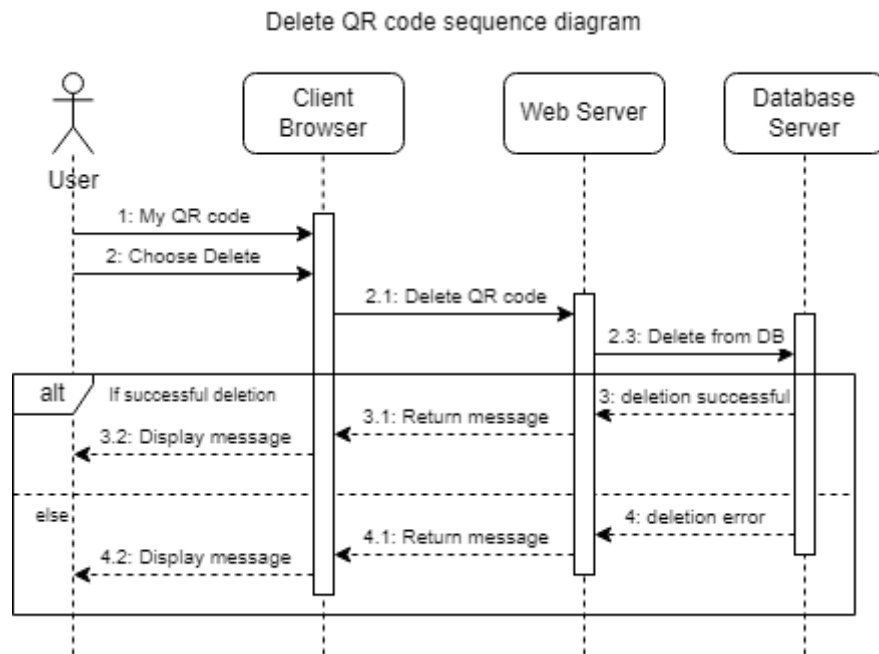 Delete QR code sequence diagram
Client
Browser
Web Server
Database
Server
User
1: My QR code
2: Choose Delete
2.1: Delete QR code
2.3: Delete from DB
alt
If successful deletion
3: deletion successful
3.1: Return message
3.2: Display message
else
4: deletion error
4.1: Return message
4.2: Display message